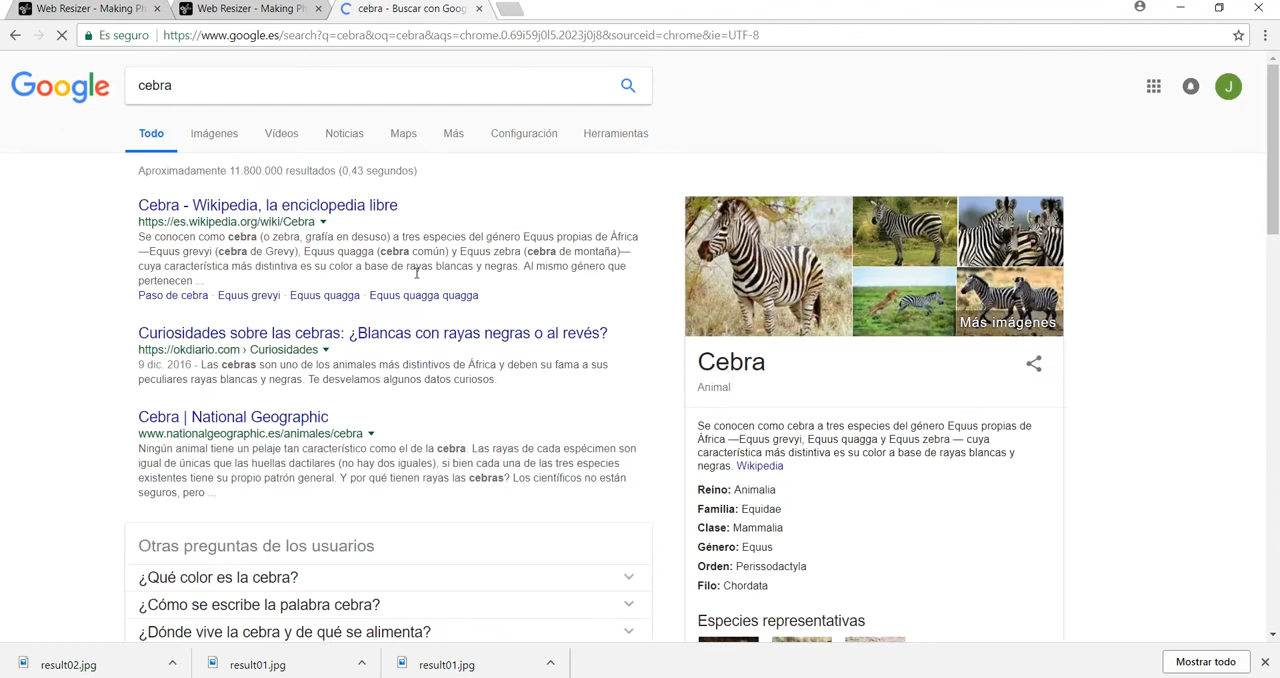 Web Resizer - Making Ph
Web Resizer - Making Ph
cebra - Buscar con Goog
Es seguro
https://www.google.es/search?q=cebra&oq=cebra&aqs=chrome.0.69i59j0l5.2023j0j8&sourceid=chrome&ie=UTF-8
Google
cebra
J
Todo Imágenes Vídeos Noticias Maps Más Configuración Herramientas
Aproximadamente 11.800.000 resultados (0,43 segundos)
Cebra - Wikipedia, la enciclopedia libre
https://es.wikipedia.org/wiki/Cebra
Se conocen como cebra (o zebra, grafía en desuso) a tres especies del género Equus propias de África
—Equus grevyi (cebra de Grevy), Equus quagga (cebra común) y Equus zebra (cebra de montaña)—
cuya característica más distintiva es su color a base de rayas blancas y negras. Al mismo género que
pertenecen ...
Paso de cebra · Equus grevyi · Equus quagga · Equus quagga quagga
Curiosidades sobre las cebras: ¿Blancas con rayas negras o al revés?
https://okdiario.com › Curiosidades
9 dic. 2016 - Las cebras son uno de los animales más distintivos de África y deben su fama a sus
peculiares rayas blancas y negras. Te desvelamos algunos datos curiosos.
Cebra | National Geographic
www.nationalgeographic.es/animales/cebra
Ningún animal tiene un pelaje tan característico como el de la cebra. Las rayas de cada espécimen son
igual de únicas que las huellas dactilares (no hay dos iguales), si bien cada una de las tres especies
existentes tiene su propio patrón general. Y por qué tienen rayas las cebras? Los científicos no están
seguros, pero ...
Otras preguntas de los usuarios
¿Qué color es la cebra?
¿Cómo se escribe la palabra cebra?
¿Dónde vive la cebra y de qué se alimenta?
Más imágenes
Cebra
Animal
Se conocen como cebra a tres especies del género Equus propias de
África —Equus grevyi, Equus quagga y Equus zebra — cuya
característica más distintiva es su color a base de rayas blancas y
negras. Wikipedia
Reino: Animalia
Familia: Equidae
Clase: Mammalia
Género: Equus
Orden: Perissodactyla
Filo: Chordata
Especies representativas
result02.jpg
result01.jpg
result01.jpg
Mostrar todo